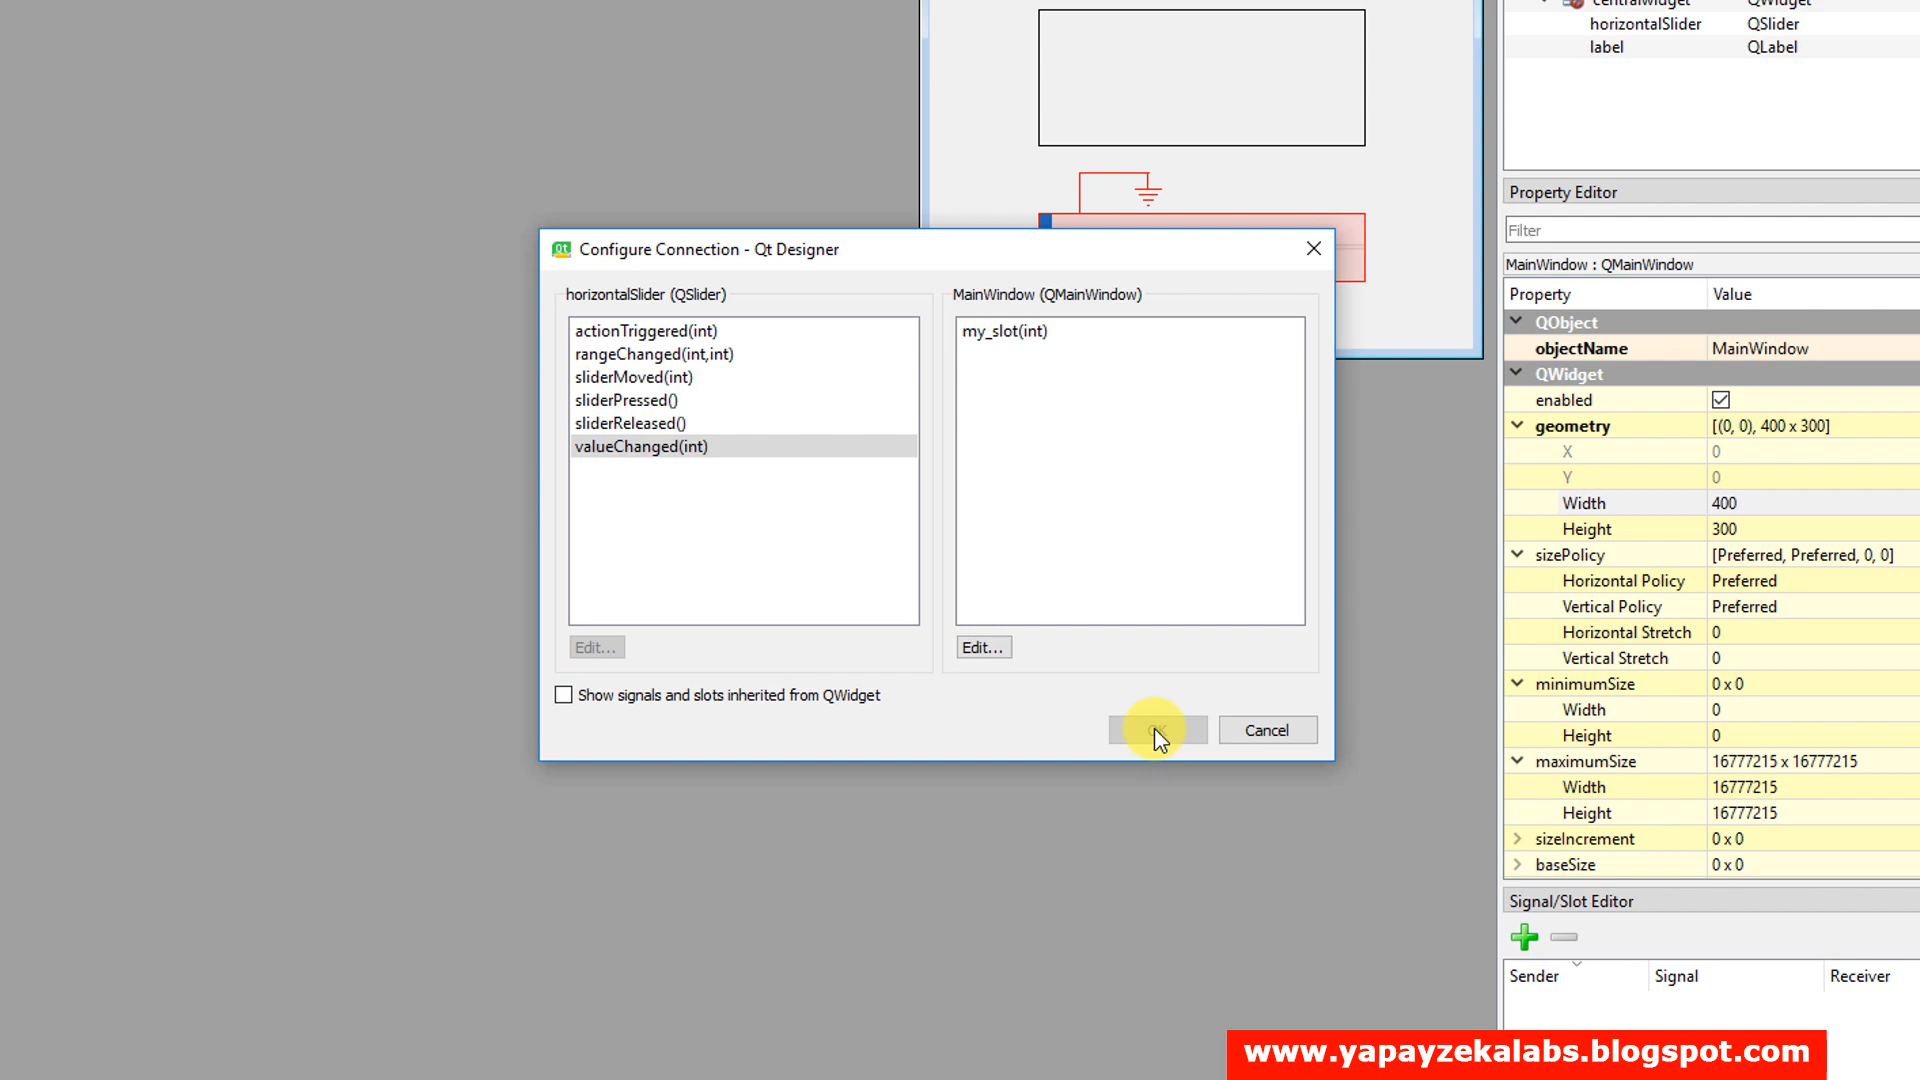 centralwidget QWidget
horizontalSlider QSlider
label QLabel
Property Editor
Filter
MainWindow : QMainWindow
Property Value
QObject
objectName MainWindow
QWidget
enabled
geometry [(0, 0), 400 x 300]
X 0
Y 0
Width 400
Height 300
sizePolicy [Preferred, Preferred, 0, 0]
Horizontal Policy Preferred
Vertical Policy Preferred
Horizontal Stretch 0
Vertical Stretch 0
minimumSize 0 x 0
Width 0
Height 0
maximumSize 16777215 x 16777215
Width 16777215
Height 16777215
sizeIncrement 0 x 0
baseSize 0 x 0
Signal/Slot Editor
Sender Signal Receiver
Configure Connection - Qt Designer
horizontalSlider (QSlider)
actionTriggered(int)
rangeChanged(int,int)
sliderMoved(int)
sliderPressed()
sliderReleased()
valueChanged(int)
Edit...
MainWindow (QMainWindow)
my_slot(int)
Edit...
Show signals and slots inherited from QWidget
OK Cancel
www.yapayzekalabs.blogspot.com